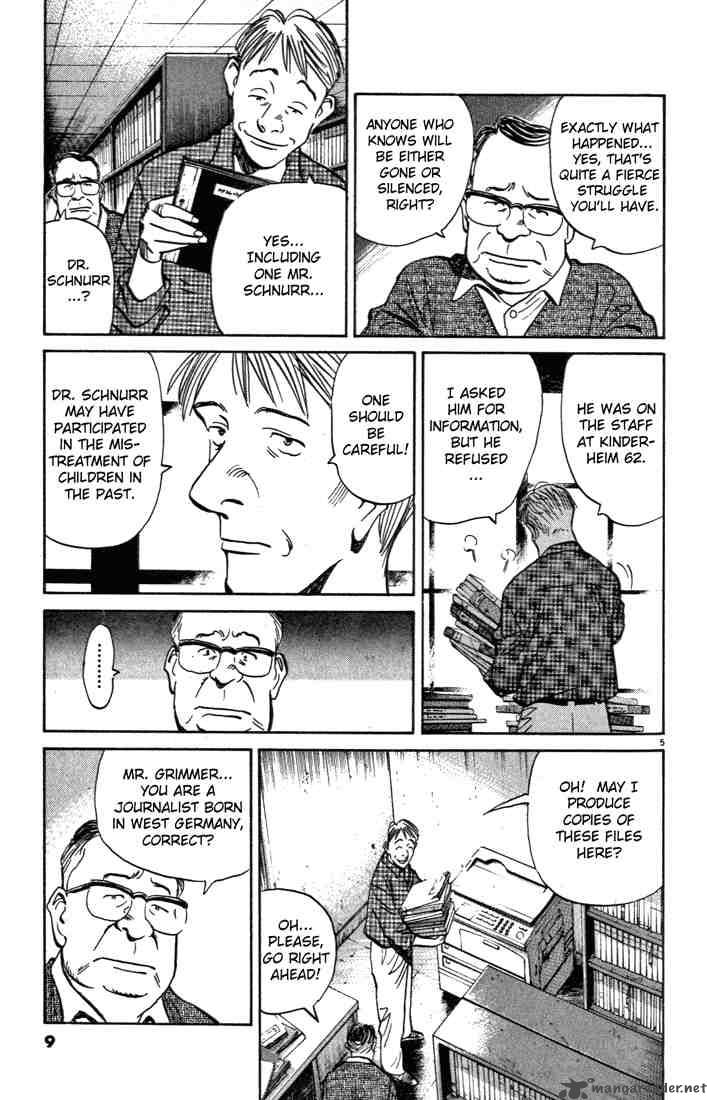 EXACTLY WHAT
HAPPENED...
YES, THAT'S
QUITE A FIERCE
STRUGGLE
YOU'LL HAVE.
ANYONE WHO
KNOWS WILL
BE EITHER
GONE OR
SILENCED,
RIGHT?
YES...
INCLUDING
ONE MR.
SCHNURR...
DR.
SCHNURR
...?
HE WAS ON
THE STAFF
AT KINDER-
HEIM 62.
I ASKED
HIM FOR
INFORMATION,
BUT HE
REFUSED
...
ONE
SHOULD
BE
CAREFUL!
DR. SCHNURR
MAY HAVE
PARTICIPATED
IN THE MIS-
TREATMENT OF
CHILDREN IN
THE PAST.
........
5
OH! MAY I
PRODUCE
COPIES OF
THESE FILES
HERE?
MR. GRIMMER...
YOU ARE A
JOURNALIST BORN
IN WEST GERMANY,
CORRECT?
OH...
PLEASE,
GO RIGHT
AHEAD!
9
mangareader.net